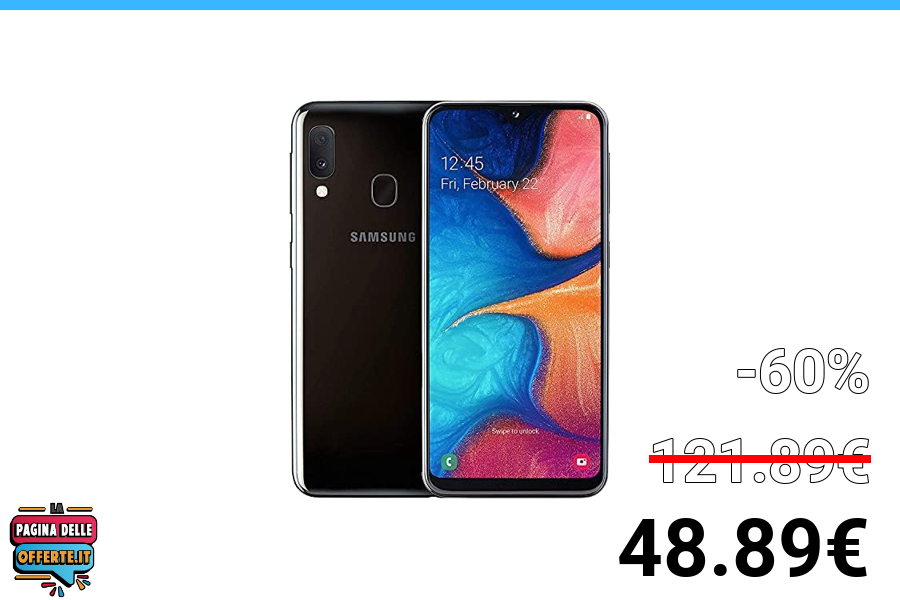 12:45
Fri, February 22
SAMSUNG
Swipe to unlock
-60%
121.89€
48.89€
LA
PAGINA DELLE
OFFERTE.IT